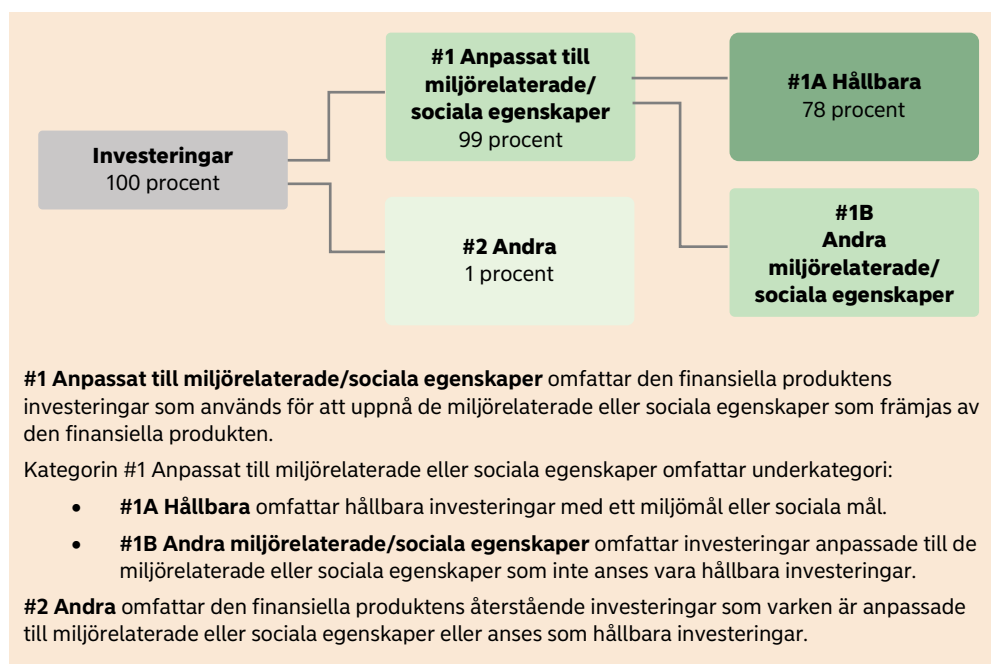 #1 Anpassat till
miljörelaterade/
sociala egenskaper
99 procent
#1A Hållbara
78 procent
Investeringar
100 procent
#2 Andra
1 procent
#1B
Andra
miljörelaterade/
sociala egenskaper
#1 Anpassat till miljörelaterade/sociala egenskaper omfattar den finansiella produktens
investeringar som används för att uppnå de miljörelaterade eller sociala egenskaper som främjas av
den finansiella produkten.
Kategorin #1 Anpassat till miljörelaterade eller sociala egenskaper omfattar underkategori:
• #1A Hållbara omfattar hållbara investeringar med ett miljömål eller sociala mål.
• #1B Andra miljörelaterade/sociala egenskaper omfattar investeringar anpassade till de
miljörelaterade eller sociala egenskaper som inte anses vara hållbara investeringar.
#2 Andra omfattar den finansiella produktens återstående investeringar som varken är anpassade
till miljörelaterade eller sociala egenskaper eller anses som hållbara investeringar.